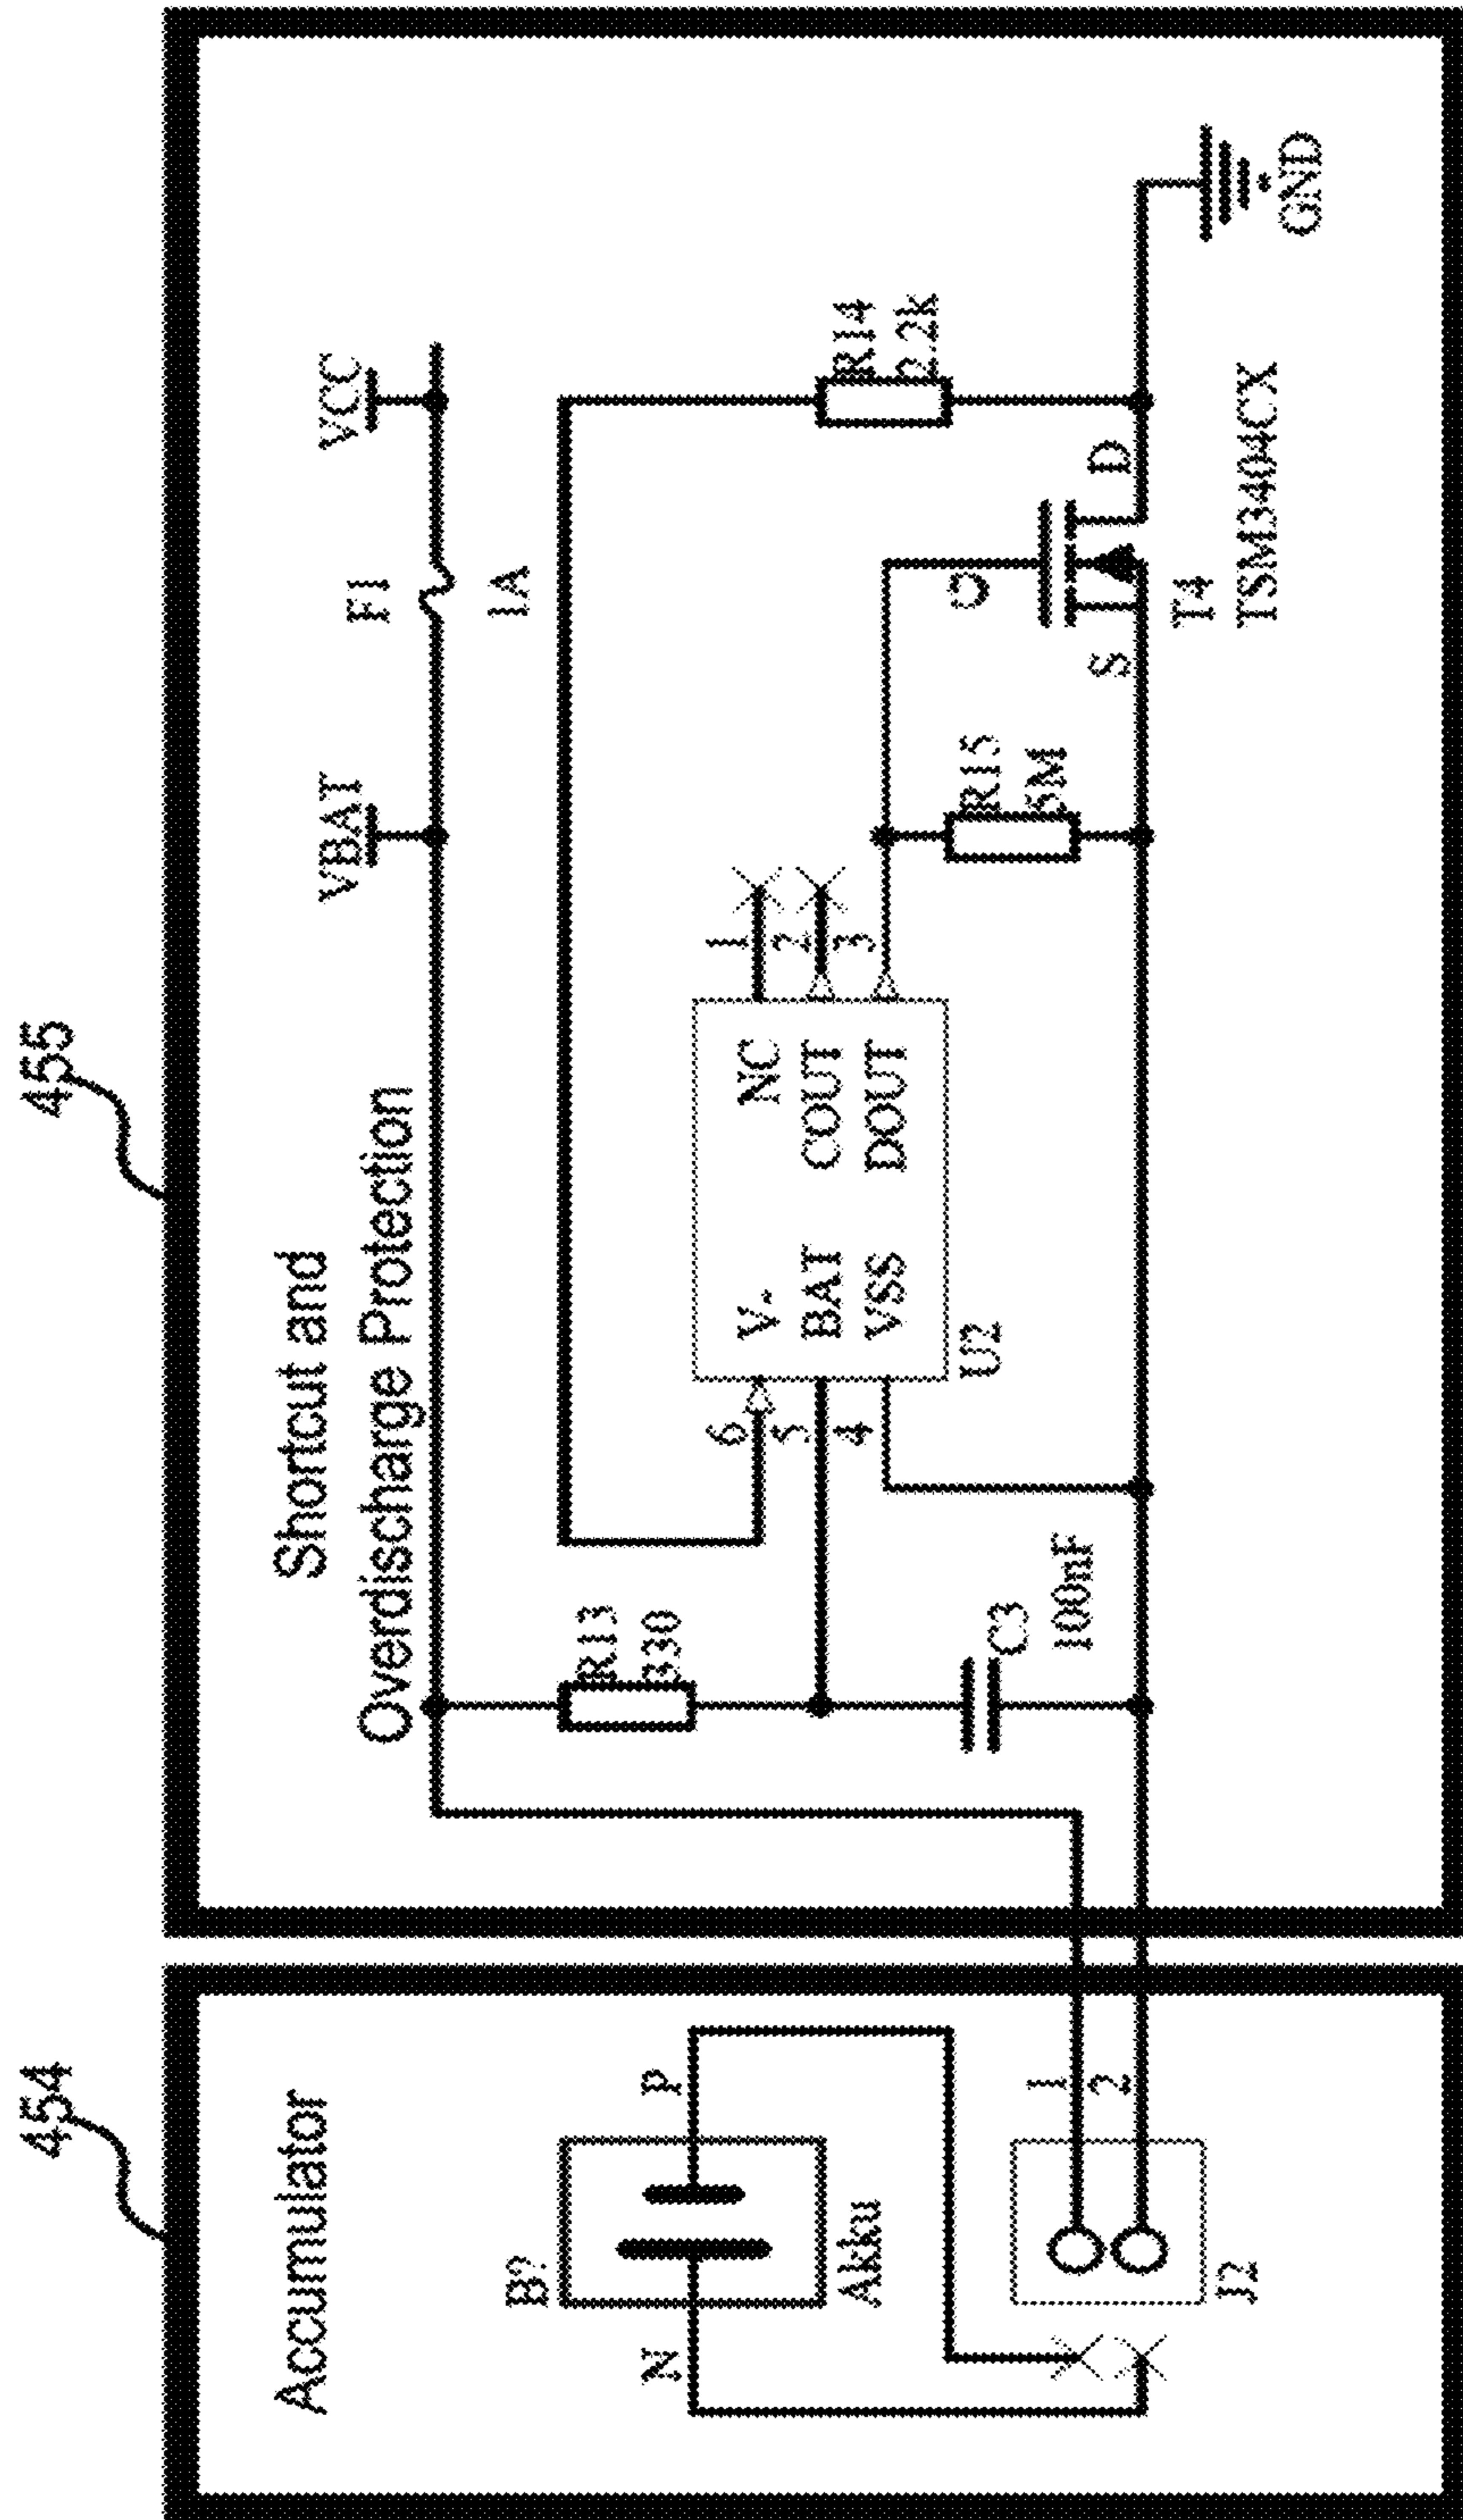 454
455
Accumulator
Shortcut and
Overdischarge Protection
VBAT
VCC
F1
1A
B?
N
P
Akku
1
2
J2
R13
330
C3
100nF
6
5
4
V-
BAT
VSS
NC
COUT
DOUT
1
2
3
U2
R15
G
S
D
T4
TSM3404CX
R14
2.2k
GND